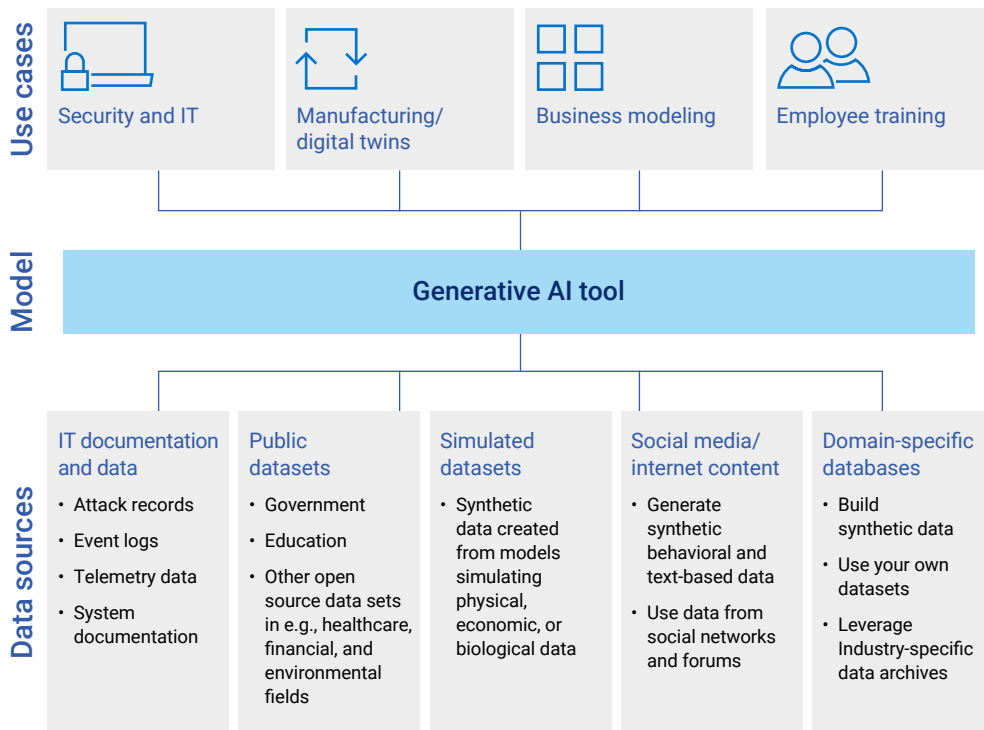 Use cases
Security and IT
Manufacturing/
digital twins
Business modeling
Employee training
Model
Generative AI tool
Data sources
IT documentation
and data
• Attack records
• Event logs
• Telemetry data
• System
documentation
Public
datasets
• Government
• Education
• Other open
source data sets
in e.g., healthcare,
financial, and
environmental
fields
Simulated
datasets
• Synthetic
data created
from models
simulating
physical,
economic, or
biological data
Social media/
internet content
• Generate
synthetic
behavioral and
text-based data
• Use data from
social networks
and forums
Domain-specific
databases
• Build
synthetic data
• Use your own
datasets
• Leverage
Industry-specific
data archives